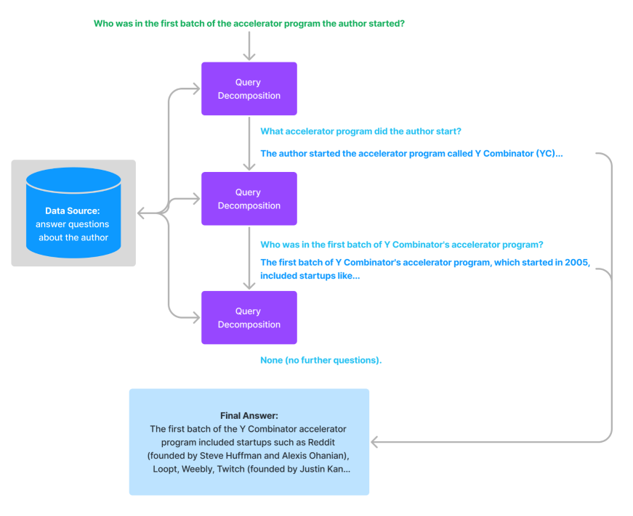 Who was in the first batch of the accelerator program the author started?
Query
Decomposition
What accelerator program did the author start?
The author started the accelerator program called Y Combinator (YC)...
Data Source:
answer questions
about the author
Query
Decomposition
Who was in the first batch of Y Combinator's accelerator program?
The first batch of Y Combinator's accelerator program, which started in 2005,
included startups like...
Query
Decomposition
None (no further questions).
Final Answer:
The first batch of the Y Combinator accelerator
program included startups such as Reddit
(founded by Steve Huffman and Alexis Ohanian),
Loopt, Weebly, Twitch (founded by Justin Kan...